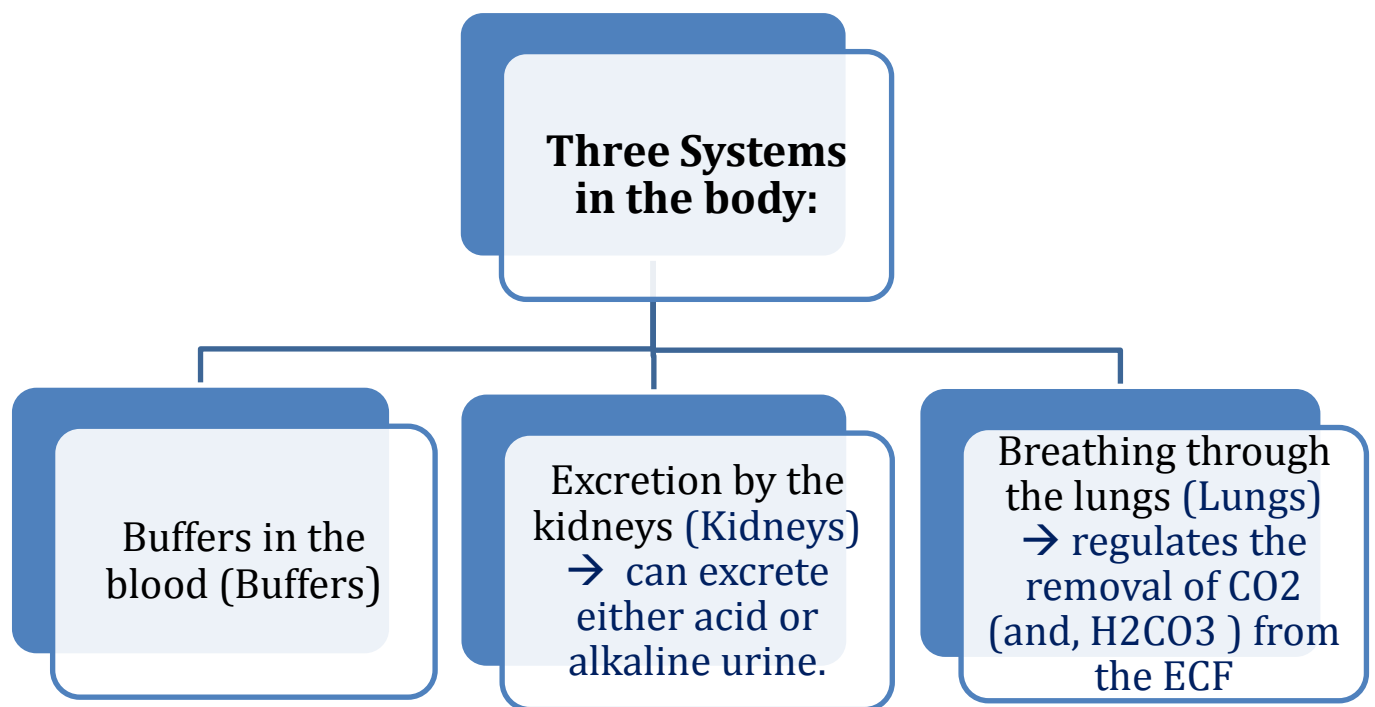 Three Systems
in the body:
Buffers in the
blood (Buffers)
Excretion by the
kidneys (Kidneys)
→ can excrete
either acid or
alkaline urine.
Breathing through
the lungs (Lungs)
→ regulates the
removal of CO2
(and, H2CO3 ) from
the ECF